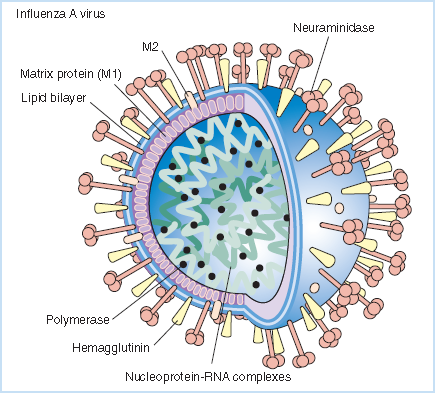 Influenza A virus
Neuraminidase
M2
Matrix protein (M1)
Lipid bilayer
Polymerase
Hemagglutinin
Nucleoprotein-RNA complexes